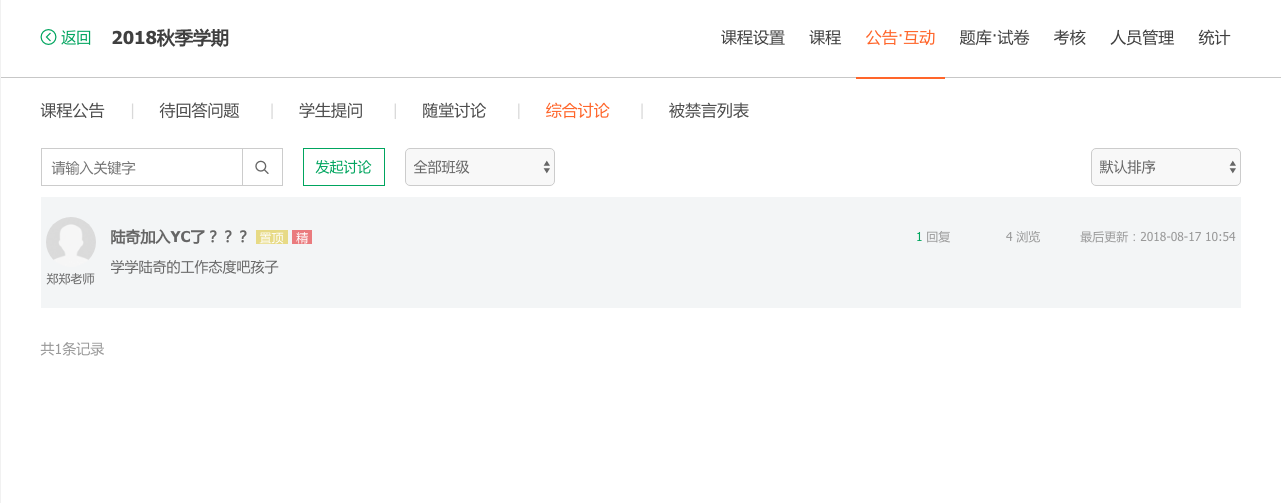 返回 2018秋季学期 课程设置 课程 公告·互动 题库·试卷 考核 人员管理 统计
课程公告 | 待回答问题 | 学生提问 | 随堂讨论 | 综合讨论 | 被禁言列表
请输入关键字 发起讨论 全部班级 默认排序
陆奇加入YC了？？？ 置顶 精 1 回复 4 浏览 最后更新：2018-08-17 10:54
学学陆奇的工作态度吧孩子
郑郑老师
共1条记录